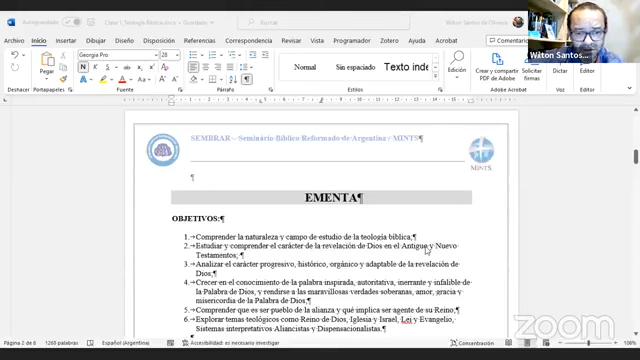 Autoguardado
Clase 1, Teología Bíblica
Guardado
Buscar
Wilton Santos de Oliveira
Archivo Inicio Insertar Dibujar Diseño Disposición Referencias Correspondencia Revisar Vista Programador Zotero Ayuda Acrobat
Comentarios
Georgia Pro 28
Pegar
Normal Sin espaciado Texto inde
Edición
Crear y compartir PDF de Adobe
Solicitar firmas
Dictar
Editor
Portapapeles Fuente Párrafo Estilos Adobe Acrobat Voz Editor
Wilton Santos...
SEMBRAR – Seminário Bíblico Reformado de Argentina / MINTS¶
MINTS
¶
EMENTA¶
OBJETIVOS:¶
1.→Comprender la naturaleza y campo de estudio de la teología bíblica;¶
2.→Estudiar y comprender el carácter de la revelación de Dios en el Antiguo y Nuevo
Testamentos;¶
3.→Analizar el carácter progresivo, histórico, orgánico y adaptable de la revelación de
Dios;¶
4.→Crecer en el conocimiento de la palabra inspirada, autoritativa, inerrante y infalible de
la Palabra de Dios, y rendirse a las maravillosas verdades soberanas, amor, gracia y
misericordia de la Palabra de Dios;¶
5.→Comprender que es ser pueblo de la alianza y qué implica ser agente de su Reino;¶
6.→Explorar temas teológicos como Reino de Dios, Iglesia y Israel, Lei y Evangelio,
Sistemas interpretativos Aliancistas y Dispensacionalistas.¶
zoom
Página 2 de 8 1265 palabras Español (Argentina) Accesibilidad: es necesario investigar Concentración 106%